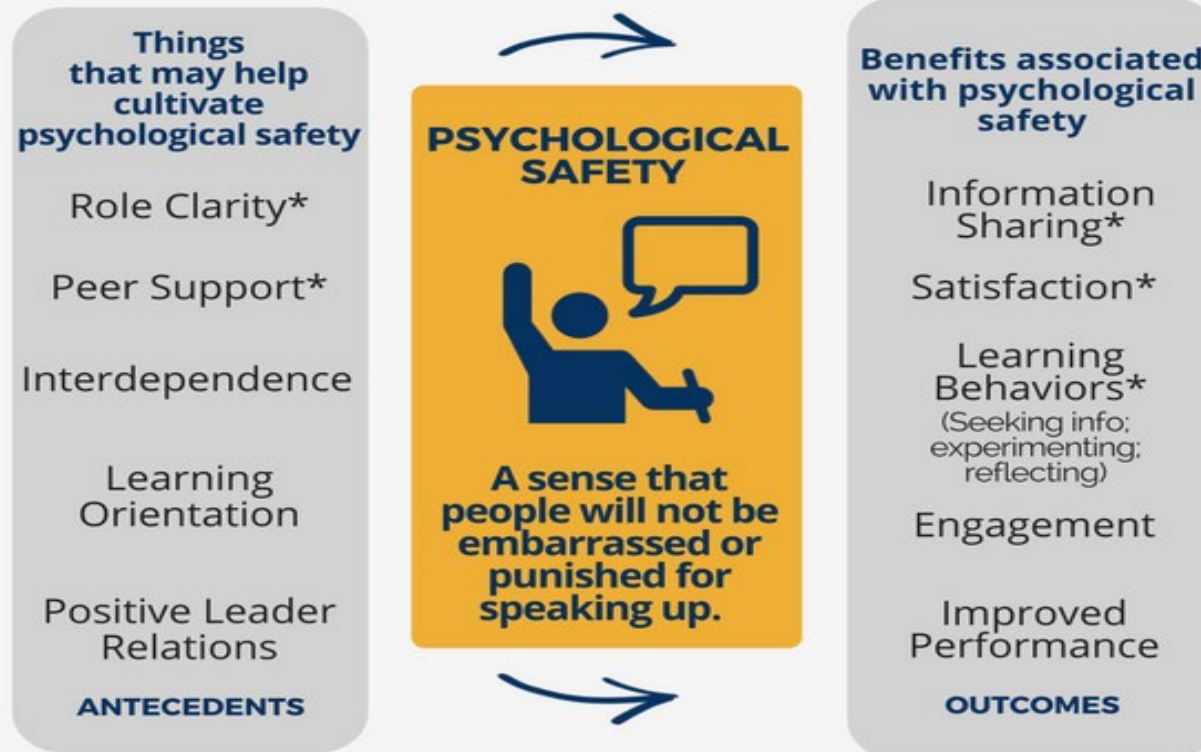 Things
that may help
cultivate
psychological safety
Role Clarity*
Peer Support*
Interdependence
Learning
Orientation
Positive Leader
Relations
ANTECEDENTS
PSYCHOLOGICAL
SAFETY
A sense that
people will not be
embarrassed or
punished for
speaking up.
Benefits associated
with psychological
safety
Information
Sharing*
Satisfaction*
Learning
Behaviors*
(Seeking info;
experimenting;
reflecting)
Engagement
Improved
Performance
OUTCOMES